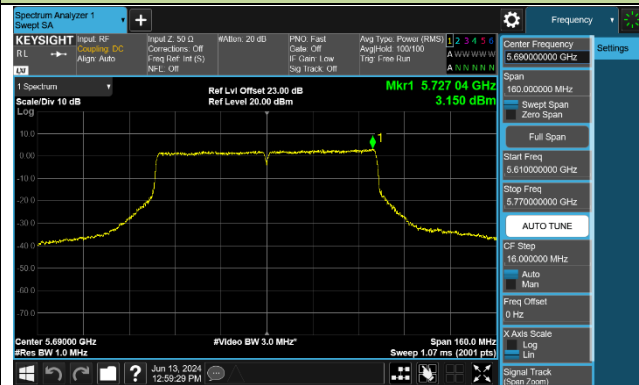 Spectrum Analyzer 1
Swept SA
Frequency
KEYSIGHT
RL
LXI
Input: RF
Coupling: DC
Align: Auto
Input Z: 50 Ω
Corrections: Off
Freq Ref: Int (S)
NFE: Off
#Atten: 20 dB
PNO: Fast
Gate: Off
IF Gain: Low
Sig Track: Off
Avg Type: Power (RMS)
Avg|Hold: 100/100
Trig: Free Run
1 2 3 4 5 6
A W W W W W
A N N N N N
Center Frequency
5.690000000 GHz
Settings
Span
160.000000 MHz
Swept Span
Zero Span
Full Span
Start Freq
5.610000000 GHz
Stop Freq
5.770000000 GHz
AUTO TUNE
CF Step
16.000000 MHz
Auto
Man
Freq Offset
0 Hz
X Axis Scale
Log
Lin
Signal Track
(Span Zoom)
1 Spectrum
Scale/Div 10 dB
Log
Ref Lvl Offset 23.00 dB
Ref Level 20.00 dBm
Mkr1 5.727 04 GHz
3.150 dBm
1
10.0
0.00
-10.0
-20.0
-30.0
-40.0
-50.0
-60.0
-70.0
Center 5.69000 GHz
#Res BW 1.0 MHz
#Video BW 3.0 MHz*
Span 160.0 MHz
Sweep 1.07 ms (2001 pts)
?
Jun 13, 2024
12:59:29 PM